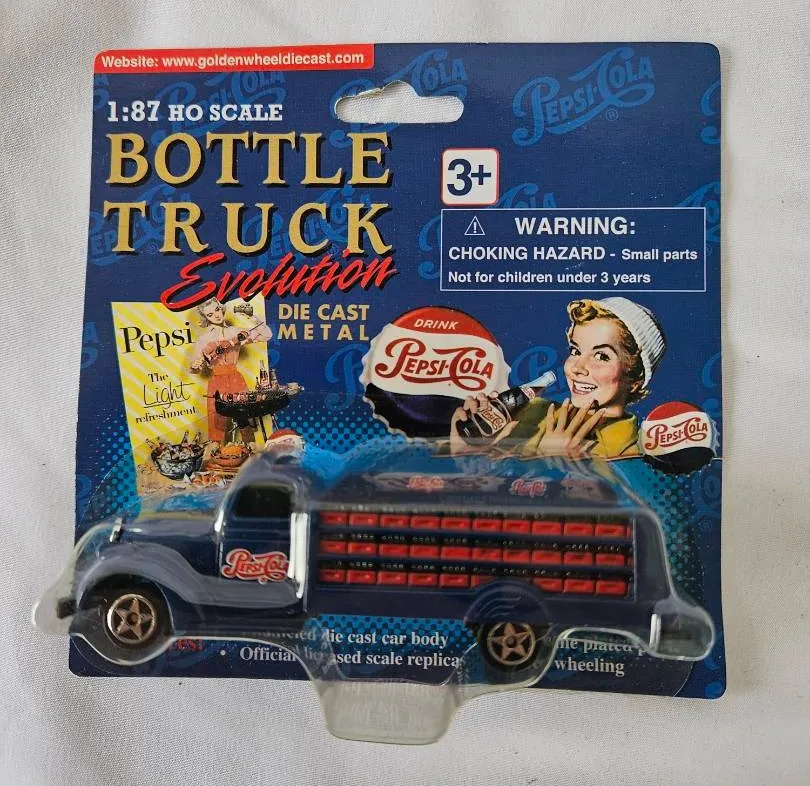 Website: www.goldenwheeldiecast.com
1:87 HO SCALE
BOTTLE
TRUCK
Evolution
DIE CAST
METAL
3+
WARNING:
CHOKING HAZARD - Small parts
Not for children under 3 years
PEPSI-COLA
Pepsi
The
Light
refreshment
DRINK
PEPSI-COLA
PEPSI-COLA
PEPSI-COLA
die cast car body
• Official scale replica
plated
wheeling